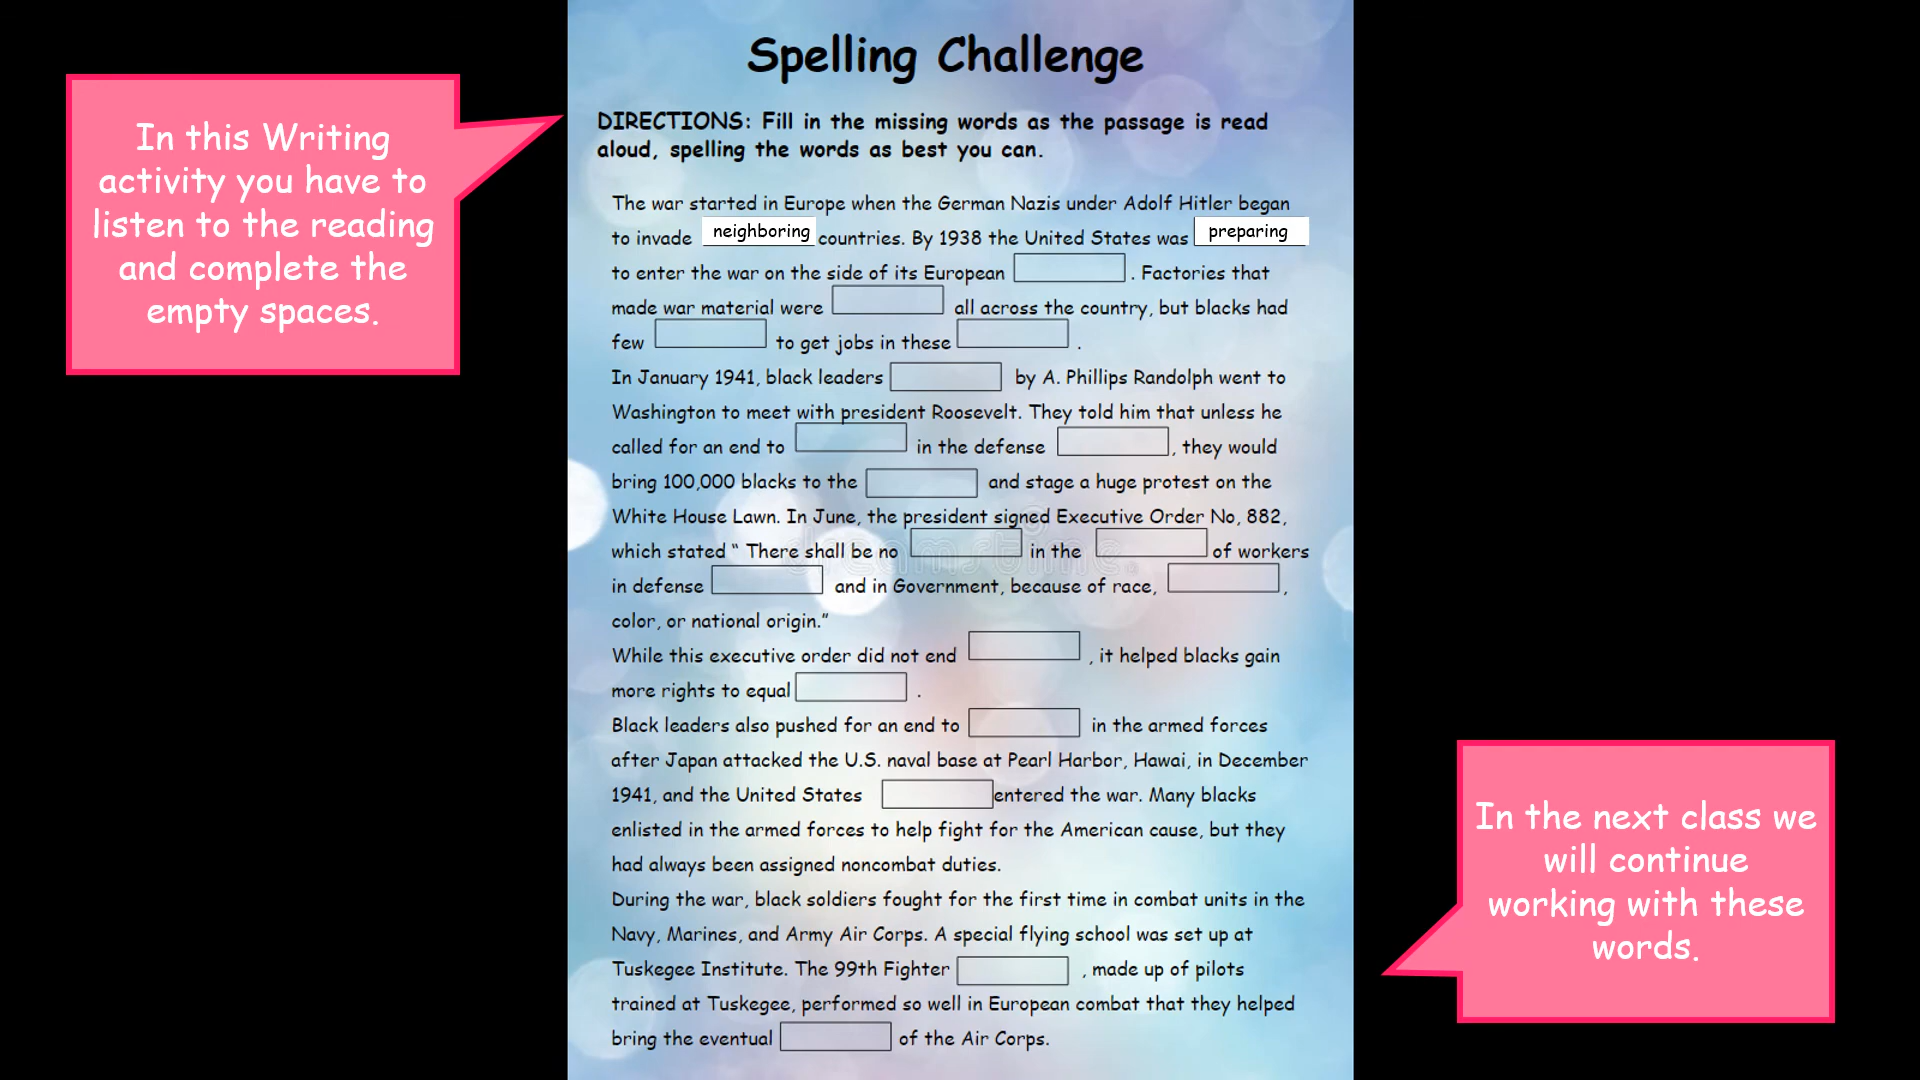 Spelling Challenge
DIRECTIONS: Fill in the missing words as the passage is read
aloud, spelling the words as best you can.
In this Writing
activity you have to
listen to the reading
and complete the
empty spaces.
The war started in Europe when the German Nazis under Adolf Hitler began
to invade neighboring countries. By 1938 the United States was preparing
to enter the war on the side of its European . Factories that
made war material were all across the country, but blacks had
few to get jobs in these .
In January 1941, black leaders by A. Phillips Randolph went to
Washington to meet with president Roosevelt. They told him that unless he
called for an end to in the defense , they would
bring 100,000 blacks to the and stage a huge protest on the
White House Lawn. In June, the president signed Executive Order No, 882,
which stated “ There shall be no in the of workers
in defense and in Government, because of race, ,
color, or national origin.”
While this executive order did not end , it helped blacks gain
more rights to equal .
Black leaders also pushed for an end to in the armed forces
after Japan attacked the U.S. naval base at Pearl Harbor, Hawai, in December
1941, and the United States entered the war. Many blacks
enlisted in the armed forces to help fight for the American cause, but they
had always been assigned noncombat duties.
During the war, black soldiers fought for the first time in combat units in the
Navy, Marines, and Army Air Corps. A special flying school was set up at
Tuskegee Institute. The 99th Fighter , made up of pilots
trained at Tuskegee, performed so well in European combat that they helped
bring the eventual of the Air Corps.
In the next class we
will continue
working with these
words.
dreamstime.